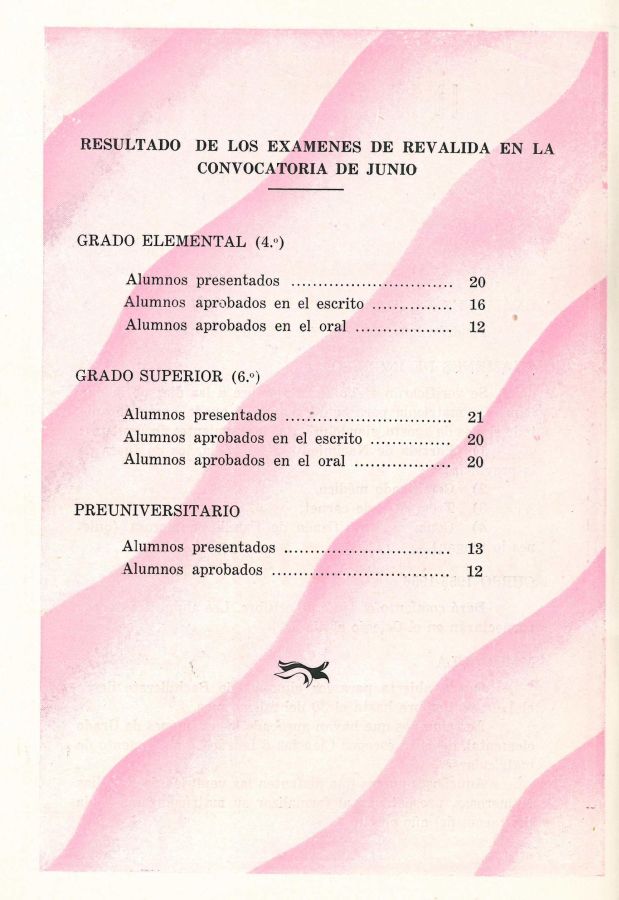 RESULTADO DE LOS EXAMENES DE REVALIDA EN LA
CONVOCATORIA DE JUNIO
GRADO ELEMENTAL (4.º)
Alumnos presentados .............................. 20
Alumnos aprobados en el escrito ............... 16
Alumnos aprobados en el oral .................. 12
GRADO SUPERIOR (6.º)
Alumnos presentados ............................... 21
Alumnos aprobados en el escrito ............... 20
Alumnos aprobados en el oral .................. 20
PREUNIVERSITARIO
Alumnos presentados ............................... 13
Alumnos aprobados ................................. 12